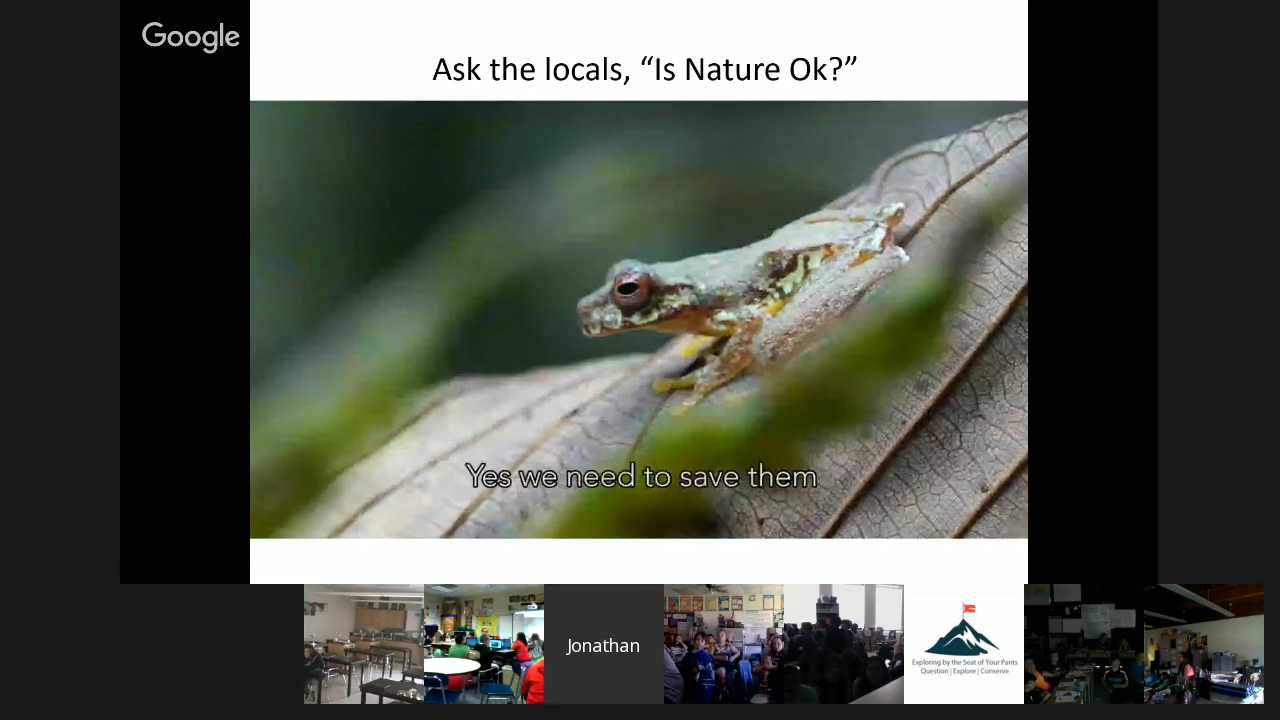 Google
Ask the locals, “Is Nature Ok?”
Yes we need to save them
Jonathan
Exploring by the Seat of Your Pants
Question | Explore | Conserve